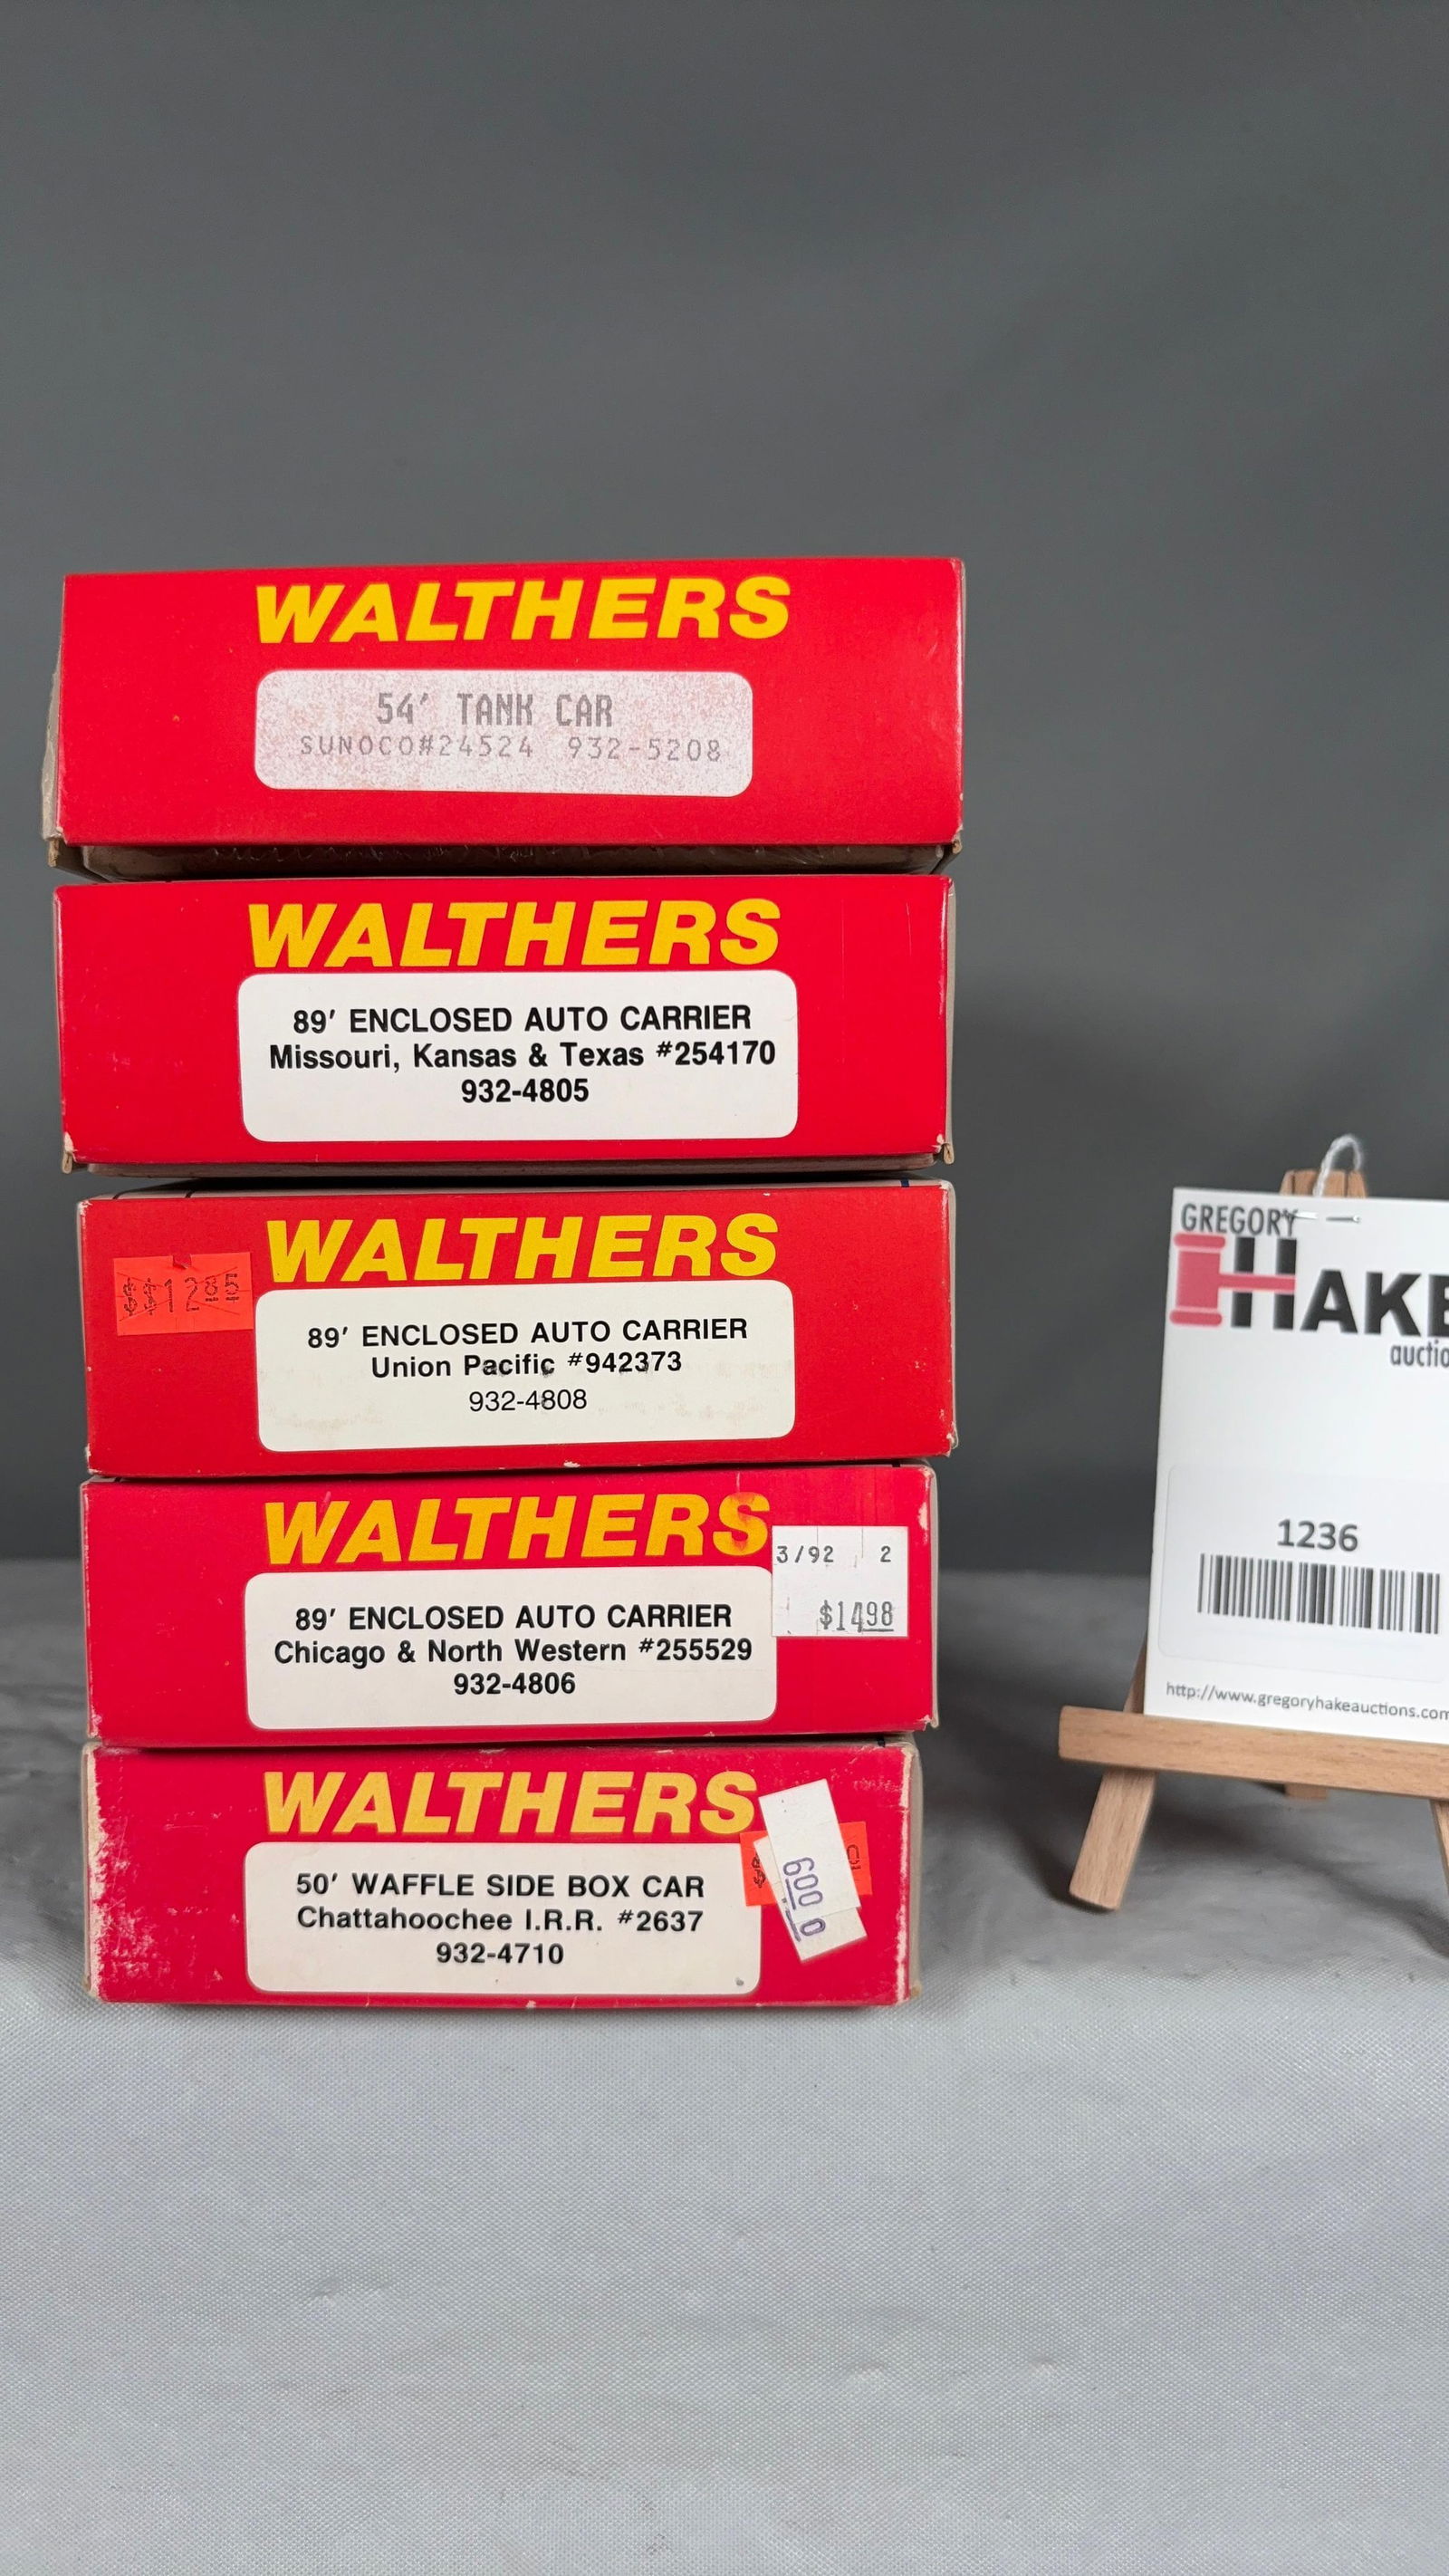 WALTHERS
54' TANK CAR
SUNOCO#24524 932-5208
WALTHERS
89' ENCLOSED AUTO CARRIER
Missouri, Kansas & Texas #254170
932-4805
WALTHERS
$$1285
89' ENCLOSED AUTO CARRIER
Union Pacific #942373
932-4808
WALTHERS
3/92 2
$1498
89' ENCLOSED AUTO CARRIER
Chicago & North Western #255529
932-4806
WALTHERS
600
50' WAFFLE SIDE BOX CAR
Chattahoochee I.R.R. #2637
932-4710
GREGORY
HAKE
auctio
1236
http://www.gregoryhakeauctions.com